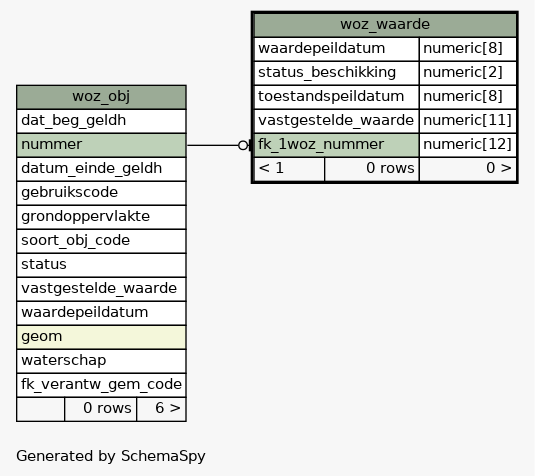 woz_waarde
waardepeildatum numeric[8]
status_beschikking numeric[2]
toestandspeildatum numeric[8]
vastgestelde_waarde numeric[11]
fk_1woz_nummer numeric[12]
< 1 0 rows 0 >
woz_obj
dat_beg_geldh
nummer
datum_einde_geldh
gebruikscode
grondoppervlakte
soort_obj_code
status
vastgestelde_waarde
waardepeildatum
geom
waterschap
fk_verantw_gem_code
0 rows 6 >
Generated by SchemaSpy